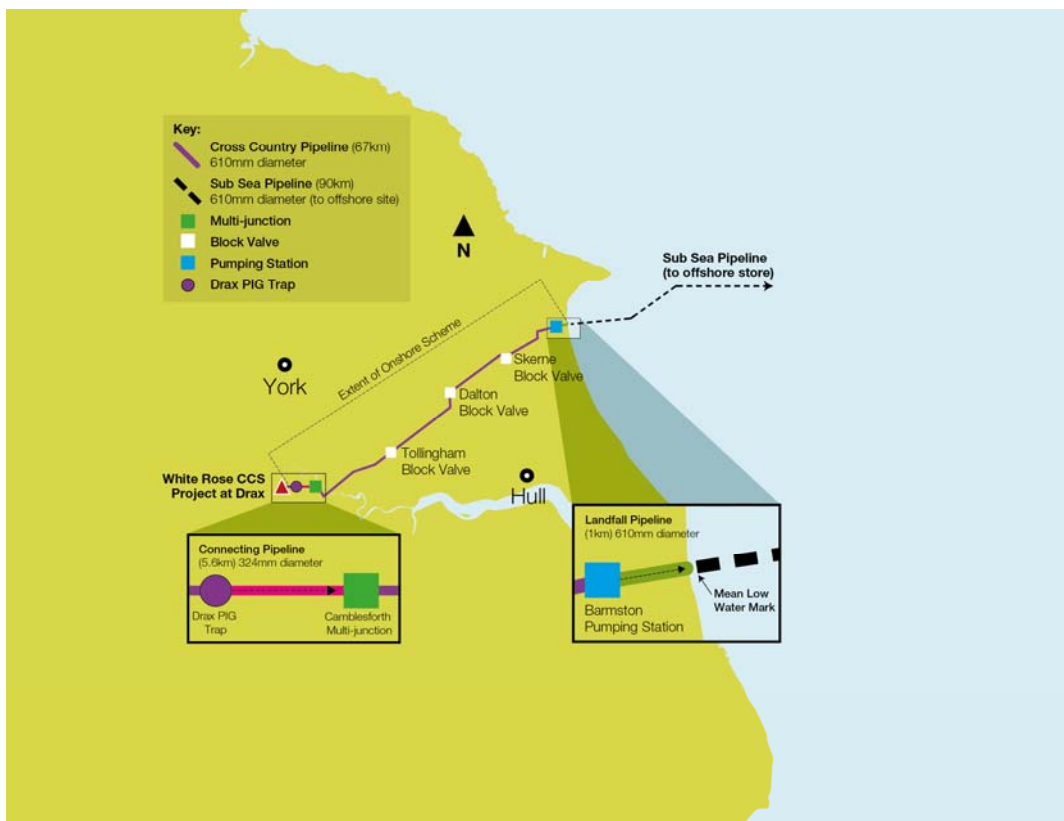 Key:
Cross Country Pipeline (67km)
610mm diameter
Sub Sea Pipeline (90km)
610mm diameter (to offshore site)
Multi-junction
Block Valve
Pumping Station
Drax PIG Trap
N
Sub Sea Pipeline
(to offshore store)
Extent of Onshore Scheme
York
Skerne
Block Valve
Dalton
Block Valve
Tollingham
Block Valve
White Rose CCS
Project at Drax
Hull
Connecting Pipeline
(5.6km) 324mm diameter
Drax PIG
Trap
Camblesforth
Multi-junction
Landfall Pipeline
(1km) 610mm diameter
Mean Low
Water Mark
Barmston
Pumping Station